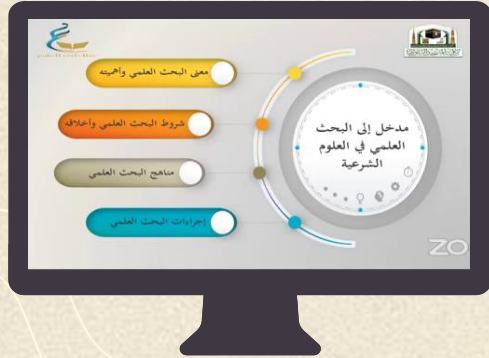 مدخل إلى البحث
العلمي في العلوم
الشرعية
معنى البحث العلمي وأهميته
شروط البحث العلمي وأخلاقه
مناهج البحث العلمي
إجراءات البحث العلمي
ZO